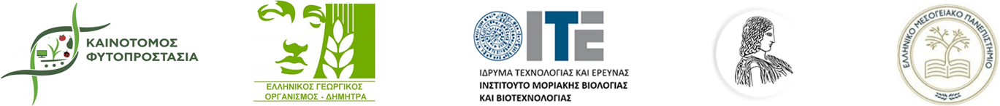 ΚΑΙΝΟΤΟΜΟΣ
ΦΥΤΟΠΡΟΣΤΑΣΙΑ
ΕΛΛΗΝΙΚΟΣ ΓΕΩΡΓΙΚΟΣ
ΟΡΓΑΝΙΣΜΟΣ - ΔΗΜΗΤΡΑ
ΙΤΕ
ΙΔΡΥΜΑ ΤΕΧΝΟΛΟΓΙΑΣ ΚΑΙ ΕΡΕΥΝΑΣ
ΙΝΣΤΙΤΟΥΤΟ ΜΟΡΙΑΚΗΣ ΒΙΟΛΟΓΙΑΣ
ΚΑΙ ΒΙΟΤΕΧΝΟΛΟΓΙΑΣ
ΕΛΛΗΝΙΚΟ ΜΕΣΟΓΕΙΑΚΟ ΠΑΝΕΠΙΣΤΗΜΙΟ